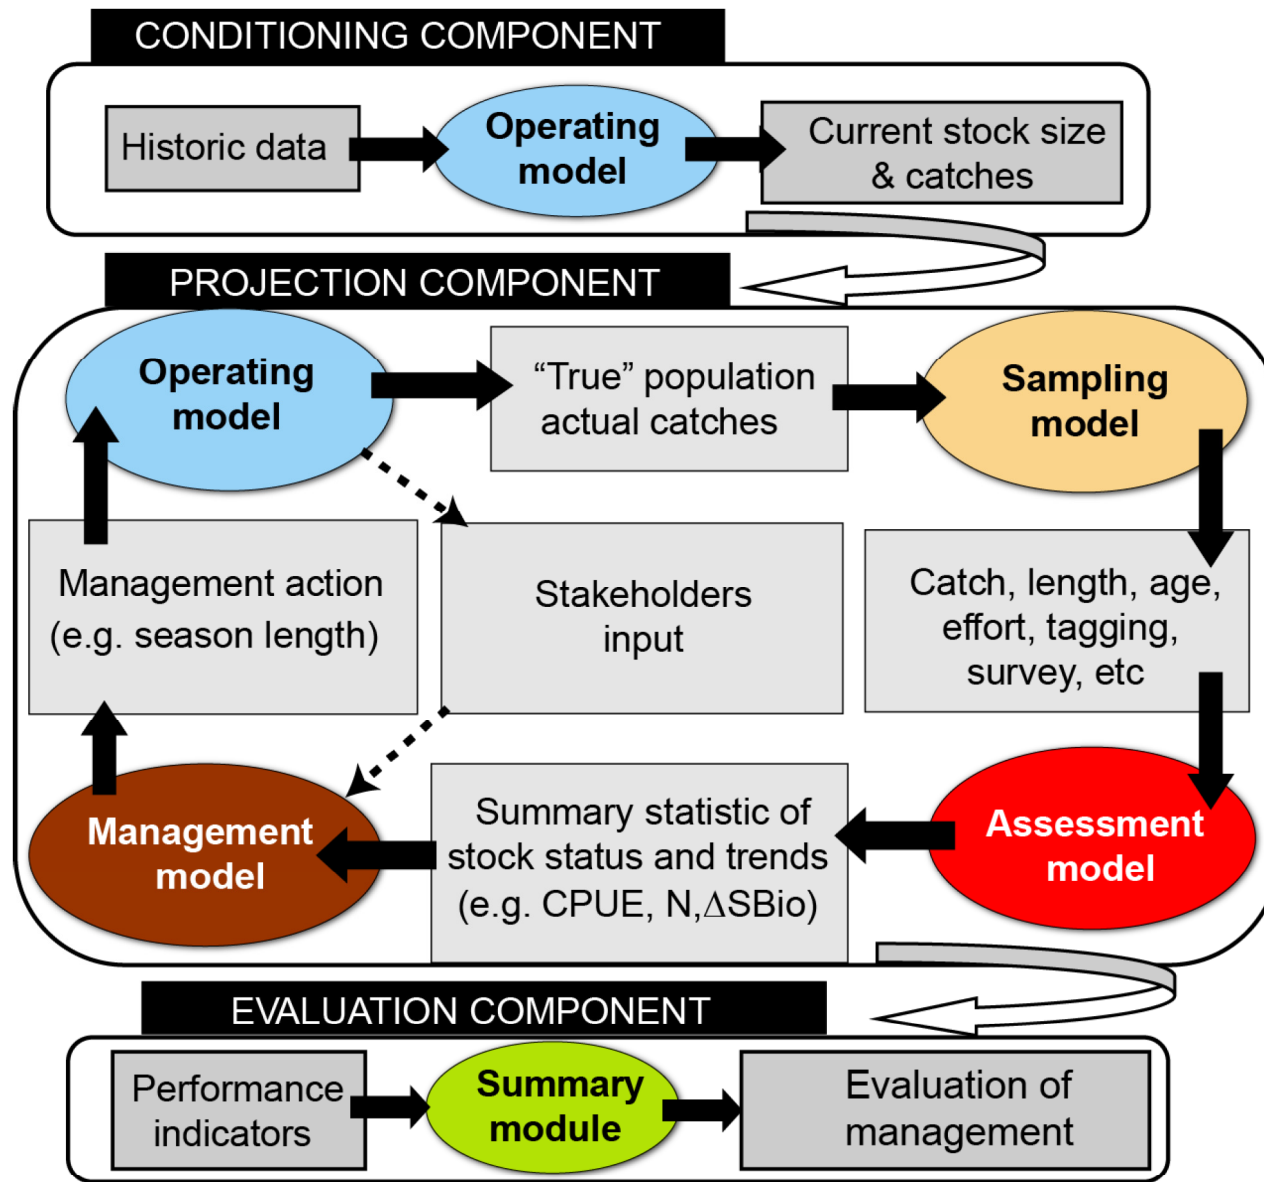 CONDITIONING COMPONENT
Historic data
Operating
model
Current stock size
& catches
PROJECTION COMPONENT
Operating
model
“True” population
actual catches
Sampling
model
Management action
(e.g. season length)
Stakeholders
input
Catch, length, age,
effort, tagging,
survey, etc
Management
model
Summary statistic of
stock status and trends
(e.g. CPUE, N,ΔSBio)
Assessment
model
EVALUATION COMPONENT
Performance
indicators
Summary
module
Evaluation of
management